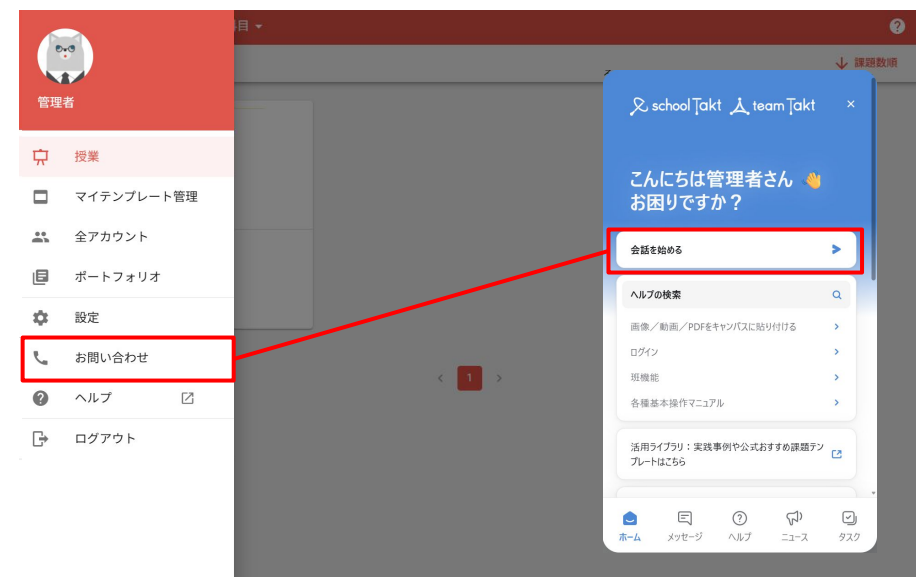 目
管理者
授業
マイテンプレート管理
全アカウント
ポートフォリオ
設定
お問い合わせ
ヘルプ
ログアウト
課題数順
1
schoolTakt teamTakt
こんにちは管理者さん 👋
お困りですか？
会話を始める
ヘルプの検索
画像／動画／PDFをキャンバスに貼り付ける
ログイン
班機能
各種基本操作マニュアル
活用ライブラリ：実践事例や公式おすすめ課題テン
プレートはこちら
ホーム
メッセージ
ヘルプ
ニュース
タスク